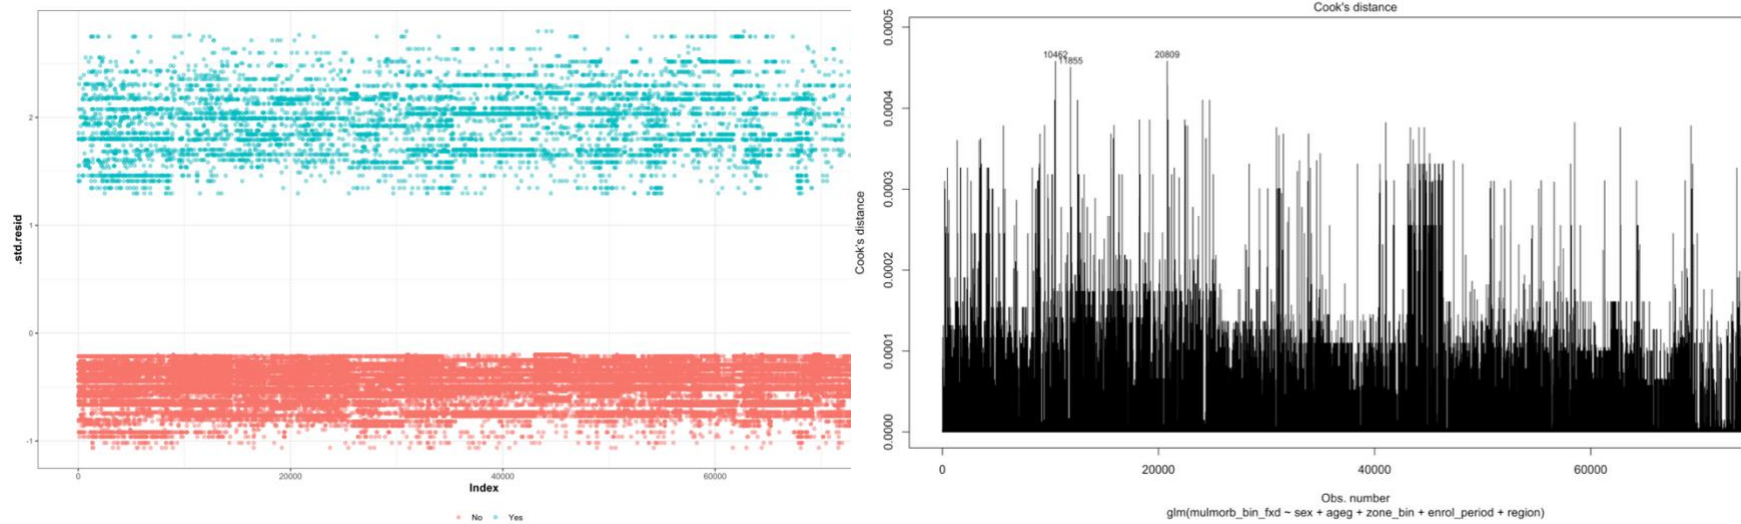 .std.resid
2
1
0
-1
0
20000
40000
60000
Index
No
Yes
Cook's distance
Cook's distance
0.0005
0.0004
0.0003
0.0002
0.0001
0.0000
10462
11855
20809
0
20000
40000
60000
Obs. number
glm(mulmorb_bin_fxd ~ sex + ageg + zone_bin + enrol_period + region)